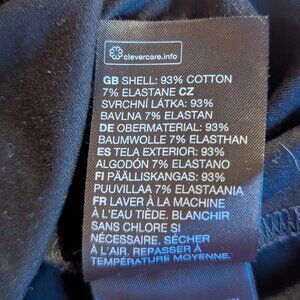 clevercare.info
GB SHELL: 93% COTTON
7% ELASTANE CZ
SVRCHNÍ LÁTKA: 93%
BAVLNA 7% ELASTAN
DE OBERMATERIAL: 93%
BAUMWOLLE 7% ELASTHAN
ES TELA EXTERIOR: 93%
ALGODÓN 7% ELASTANO
FI PÄÄLLISKANGAS: 93%
PUUVILLAA 7% ELASTAANIA
FR LAVER À LA MACHINE
À L'EAU TIÈDE. BLANCHIR
SANS CHLORE SI
NÉCESSAIRE. SÉCHER
À L'AIR. REPASSER À
TEMPÉRATURE MOYENNE.